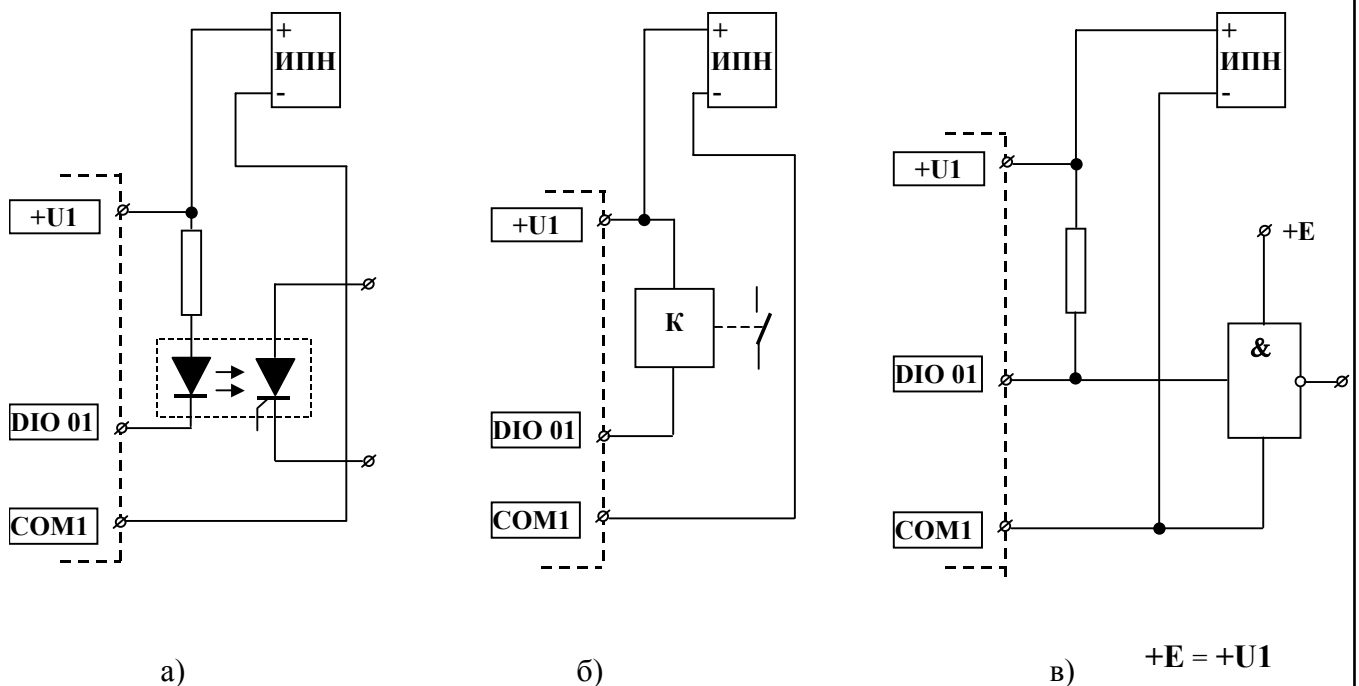 +
ИПН
-
+U1
DIO 01
COM1
а)
+
ИПН
-
+U1
К
DIO 01
COM1
б)
+
ИПН
-
+U1
+E
&
DIO 01
COM1
в)
+E = +U1